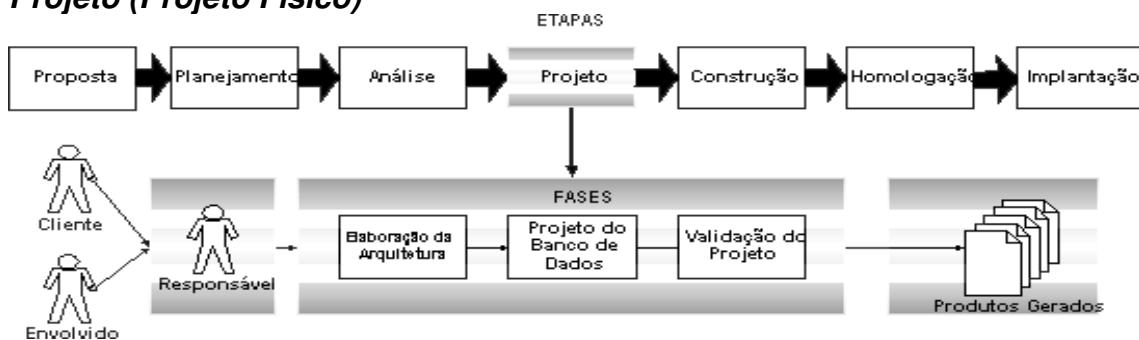 Projeto (Projeto Físico)
ETAPAS
Proposta
Planejamento
Análise
Projeto
Construção
Homologação
Implantação
Cliente
Envolvido
Responsável
FASES
Elaboração da
Arquitetura
Projeto do
Banco de
Dados
Validação do
Projeto
Produtos Gerados